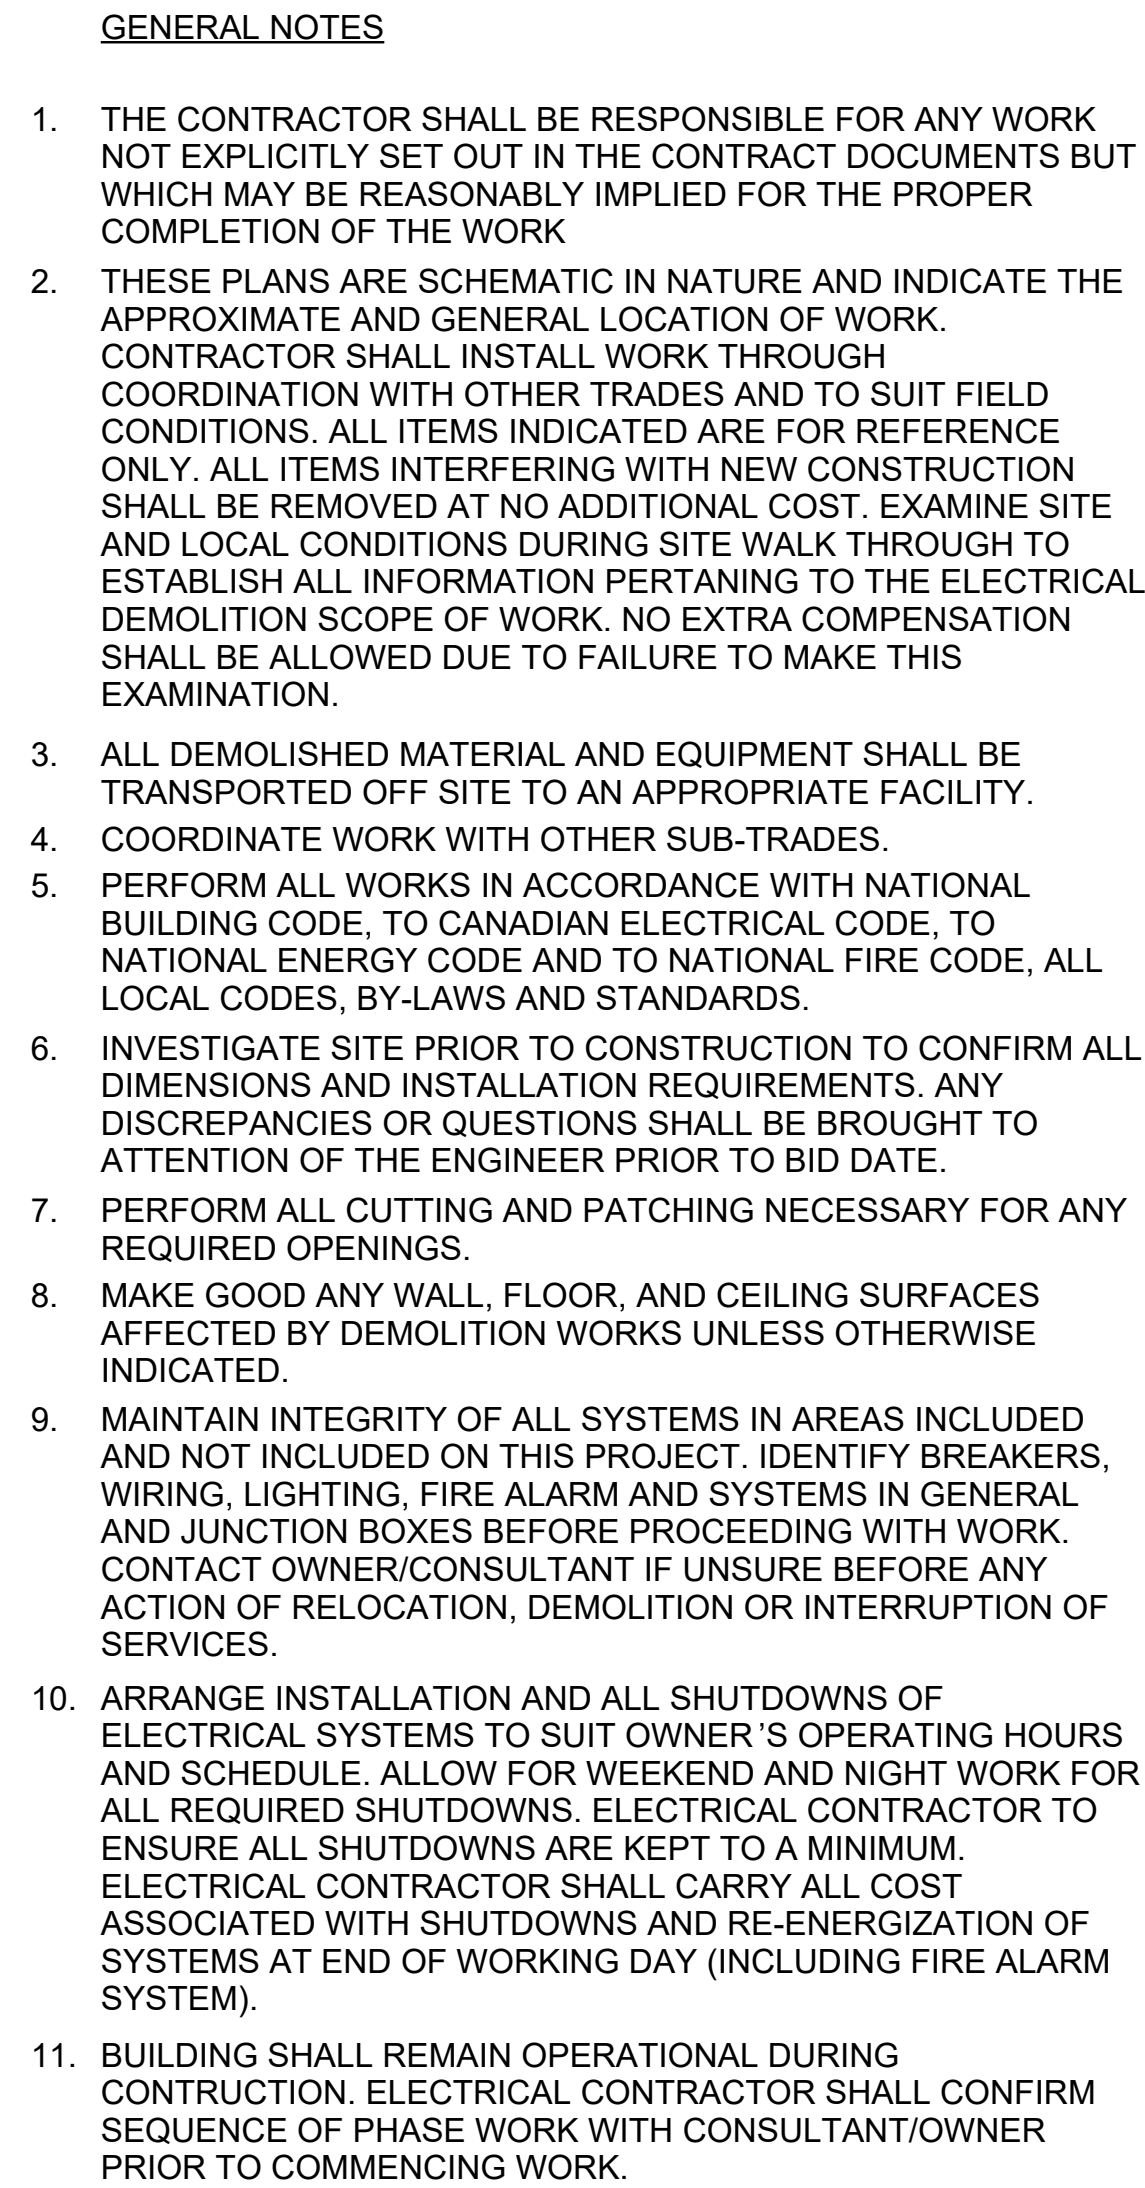 GENERAL NOTES
1. THE CONTRACTOR SHALL BE RESPONSIBLE FOR ANY WORK
NOT EXPLICITLY SET OUT IN THE CONTRACT DOCUMENTS BUT
WHICH MAY BE REASONABLY IMPLIED FOR THE PROPER
COMPLETION OF THE WORK
2. THESE PLANS ARE SCHEMATIC IN NATURE AND INDICATE THE
APPROXIMATE AND GENERAL LOCATION OF WORK.
CONTRACTOR SHALL INSTALL WORK THROUGH
COORDINATION WITH OTHER TRADES AND TO SUIT FIELD
CONDITIONS. ALL ITEMS INDICATED ARE FOR REFERENCE
ONLY. ALL ITEMS INTERFERING WITH NEW CONSTRUCTION
SHALL BE REMOVED AT NO ADDITIONAL COST. EXAMINE SITE
AND LOCAL CONDITIONS DURING SITE WALK THROUGH TO
ESTABLISH ALL INFORMATION PERTANING TO THE ELECTRICAL
DEMOLITION SCOPE OF WORK. NO EXTRA COMPENSATION
SHALL BE ALLOWED DUE TO FAILURE TO MAKE THIS
EXAMINATION.
3. ALL DEMOLISHED MATERIAL AND EQUIPMENT SHALL BE
TRANSPORTED OFF SITE TO AN APPROPRIATE FACILITY.
4. COORDINATE WORK WITH OTHER SUB-TRADES.
5. PERFORM ALL WORKS IN ACCORDANCE WITH NATIONAL
BUILDING CODE, TO CANADIAN ELECTRICAL CODE, TO
NATIONAL ENERGY CODE AND TO NATIONAL FIRE CODE, ALL
LOCAL CODES, BY-LAWS AND STANDARDS.
6. INVESTIGATE SITE PRIOR TO CONSTRUCTION TO CONFIRM ALL
DIMENSIONS AND INSTALLATION REQUIREMENTS. ANY
DISCREPANCIES OR QUESTIONS SHALL BE BROUGHT TO
ATTENTION OF THE ENGINEER PRIOR TO BID DATE.
7. PERFORM ALL CUTTING AND PATCHING NECESSARY FOR ANY
REQUIRED OPENINGS.
8. MAKE GOOD ANY WALL, FLOOR, AND CEILING SURFACES
AFFECTED BY DEMOLITION WORKS UNLESS OTHERWISE
INDICATED.
9. MAINTAIN INTEGRITY OF ALL SYSTEMS IN AREAS INCLUDED
AND NOT INCLUDED ON THIS PROJECT. IDENTIFY BREAKERS,
WIRING, LIGHTING, FIRE ALARM AND SYSTEMS IN GENERAL
AND JUNCTION BOXES BEFORE PROCEEDING WITH WORK.
CONTACT OWNER/CONSULTANT IF UNSURE BEFORE ANY
ACTION OF RELOCATION, DEMOLITION OR INTERRUPTION OF
SERVICES.
10. ARRANGE INSTALLATION AND ALL SHUTDOWNS OF
ELECTRICAL SYSTEMS TO SUIT OWNER’S OPERATING HOURS
AND SCHEDULE. ALLOW FOR WEEKEND AND NIGHT WORK FOR
ALL REQUIRED SHUTDOWNS. ELECTRICAL CONTRACTOR TO
ENSURE ALL SHUTDOWNS ARE KEPT TO A MINIMUM.
ELECTRICAL CONTRACTOR SHALL CARRY ALL COST
ASSOCIATED WITH SHUTDOWNS AND RE-ENERGIZATION OF
SYSTEMS AT END OF WORKING DAY (INCLUDING FIRE ALARM
SYSTEM).
11. BUILDING SHALL REMAIN OPERATIONAL DURING
CONTRUCTION. ELECTRICAL CONTRACTOR SHALL CONFIRM
SEQUENCE OF PHASE WORK WITH CONSULTANT/OWNER
PRIOR TO COMMENCING WORK.